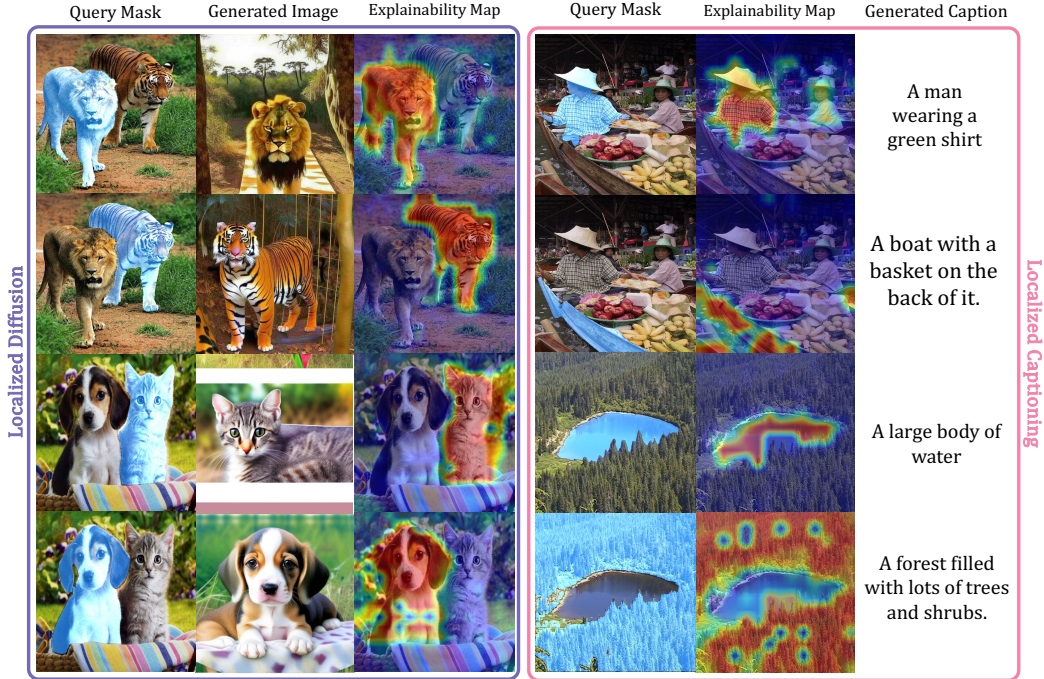 Query Mask
Generated Image
Explainability Map
Query Mask
Explainability Map
Generated Caption
Localized Diffusion
A man
wearing a
green shirt
A boat with a
basket on the
back of it.
A large body of
water
A forest filled
with lots of trees
and shrubs.
Localized Captioning